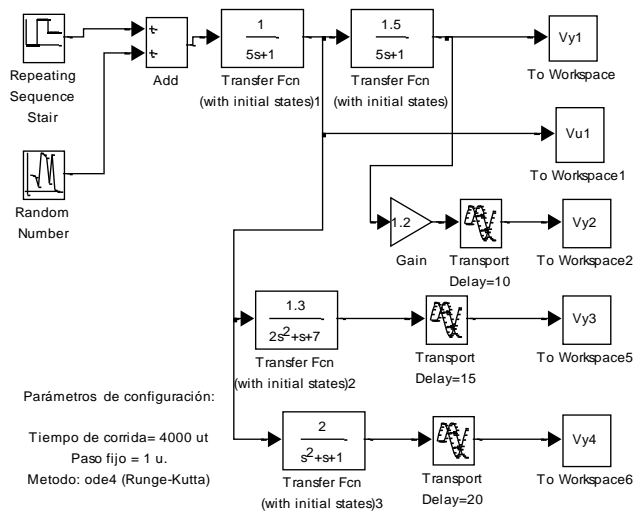 1
5s+1
1.5
5s+1
Vy1
Repeating
Sequence
Stair
Add
Transfer Fcn
(with initial states)1
Transfer Fcn
(with initial states)
To Workspace
Vu1
To Workspace1
Random
Number
1.2
Gain
Transport
Delay=10
Vy2
To Workspace2
1.3
2s²+s+7
Transfer Fcn
(with initial states)2
Transport
Delay=15
Vy3
To Workspace5
Parámetros de configuración:
Tiempo de corrida= 4000 ut
Paso fijo = 1 u.
Metodo: ode4 (Runge-Kutta)
2
s²+s+1
Transfer Fcn
(with initial states)3
Transport
Delay=20
Vy4
To Workspace6